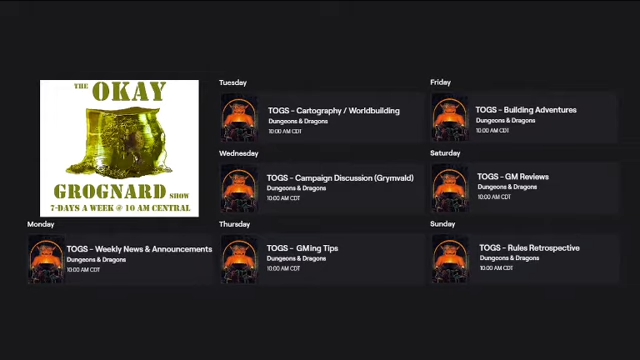 THE OKAY
GROGNARD SHOW
7-DAYS A WEEK @ 10 AM CENTRAL
Monday
TOGS - Weekly News & Announcements
Dungeons & Dragons
10:00 AM CDT
Tuesday
TOGS - Cartography / Worldbuilding
Dungeons & Dragons
10:00 AM CDT
Wednesday
TOGS - Campaign Discussion (Grymvald)
Dungeons & Dragons
10:00 AM CDT
Thursday
TOGS - GMing Tips
Dungeons & Dragons
10:00 AM CDT
Friday
TOGS - Building Adventures
Dungeons & Dragons
10:00 AM CDT
Saturday
TOGS - GM Reviews
Dungeons & Dragons
10:00 AM CDT
Sunday
TOGS - Rules Retrospective
Dungeons & Dragons
10:00 AM CDT